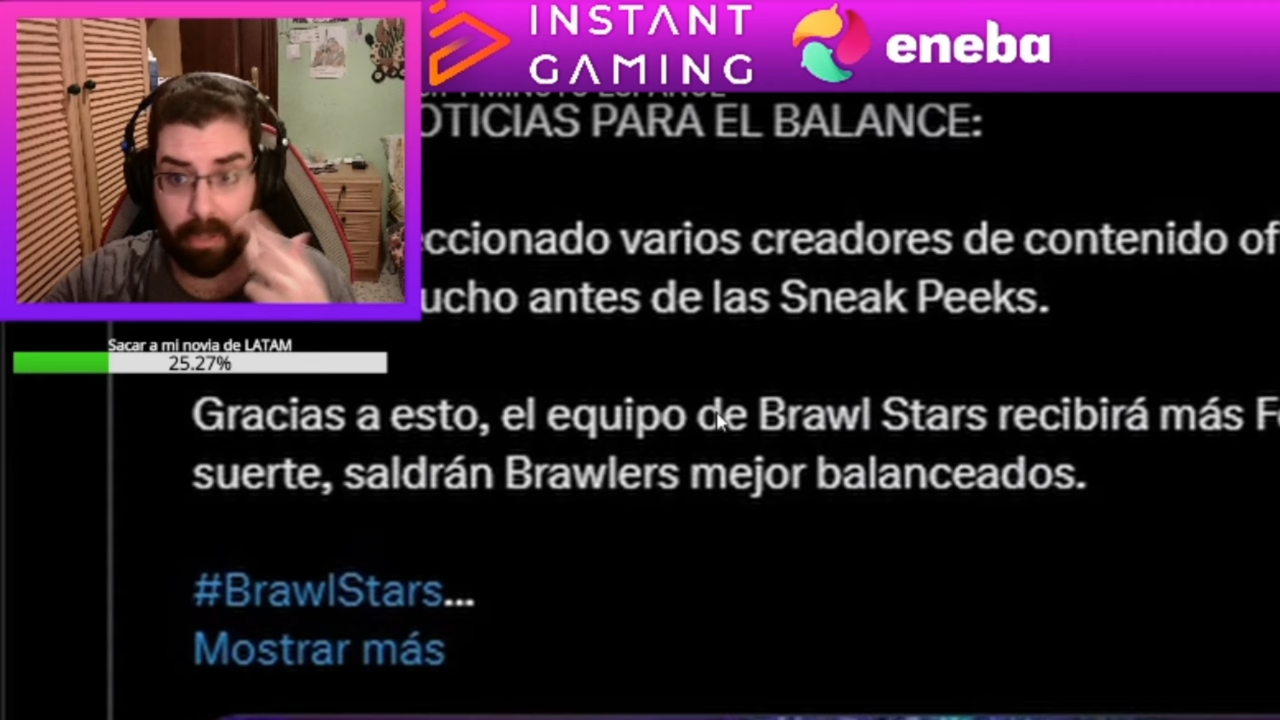 INSTANT
GAMING
eneba
OTICIAS PARA EL BALANCE:
eccionado varios creadores de contenido of
ucho antes de las Sneak Peeks.
Sacar a mi novia de LATAM
25.27%
Gracias a esto, el equipo de Brawl Stars recibirá más F
suerte, saldrán Brawlers mejor balanceados.
#BrawlStars...
Mostrar más